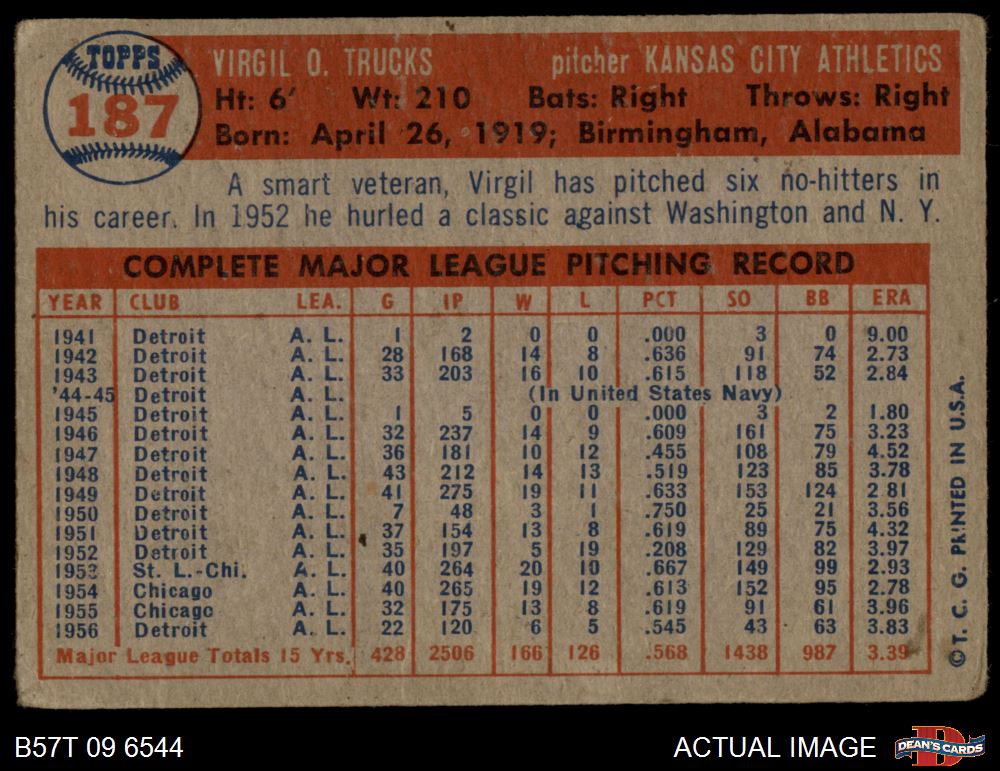 TOPPS
187
VIRGIL O. TRUCKS pitcher KANSAS CITY ATHLETICS
Ht: 6' Wt: 210 Bats: Right Throws: Right
Born: April 26, 1919; Birmingham, Alabama
A smart veteran, Virgil has pitched six no-hitters in
his career. In 1952 he hurled a classic against Washington and N. Y.
COMPLETE MAJOR LEAGUE PITCHING RECORD
YEAR CLUB LEA. G IP W L PCT SO BB ERA
1941 Detroit A. L. 1 2 0 0 .000 3 0 9.00
1942 Detroit A. L. 28 168 14 8 .636 91 74 2.73
1943 Detroit A. L. 33 203 16 10 .615 118 52 2.84
'44-45 Detroit A. L. (In United States Navy)
1945 Detroit A. L. 1 5 0 0 .000 3 2 1.80
1946 Detroit A. L. 32 237 14 9 .609 161 75 3.23
1947 Detroit A. L. 36 181 10 12 .455 108 79 4.52
1948 Detroit A. L. 43 212 14 13 .519 123 85 3.78
1949 Detroit A. L. 41 275 19 11 .633 153 124 2.81
1950 Detroit A. L. 7 48 3 1 .750 25 21 3.56
1951 Detroit A. L. 37 154 13 8 .619 89 75 4.32
1952 Detroit A. L. 35 197 5 19 .208 129 82 3.97
1953 St. L.-Chi. A. L. 40 264 20 10 .667 149 99 2.93
1954 Chicago A. L. 40 265 19 12 .613 152 95 2.78
1955 Chicago A. L. 32 175 13 8 .619 91 61 3.96
1956 Detroit A. L. 22 120 6 5 .545 43 63 3.83
Major League Totals 15 Yrs. 428 2506 166 126 .568 1438 987 3.39
© T. C. G. PRINTED IN U.S.A.
B57T 09 6544 ACTUAL IMAGE DEAN'S CARDS